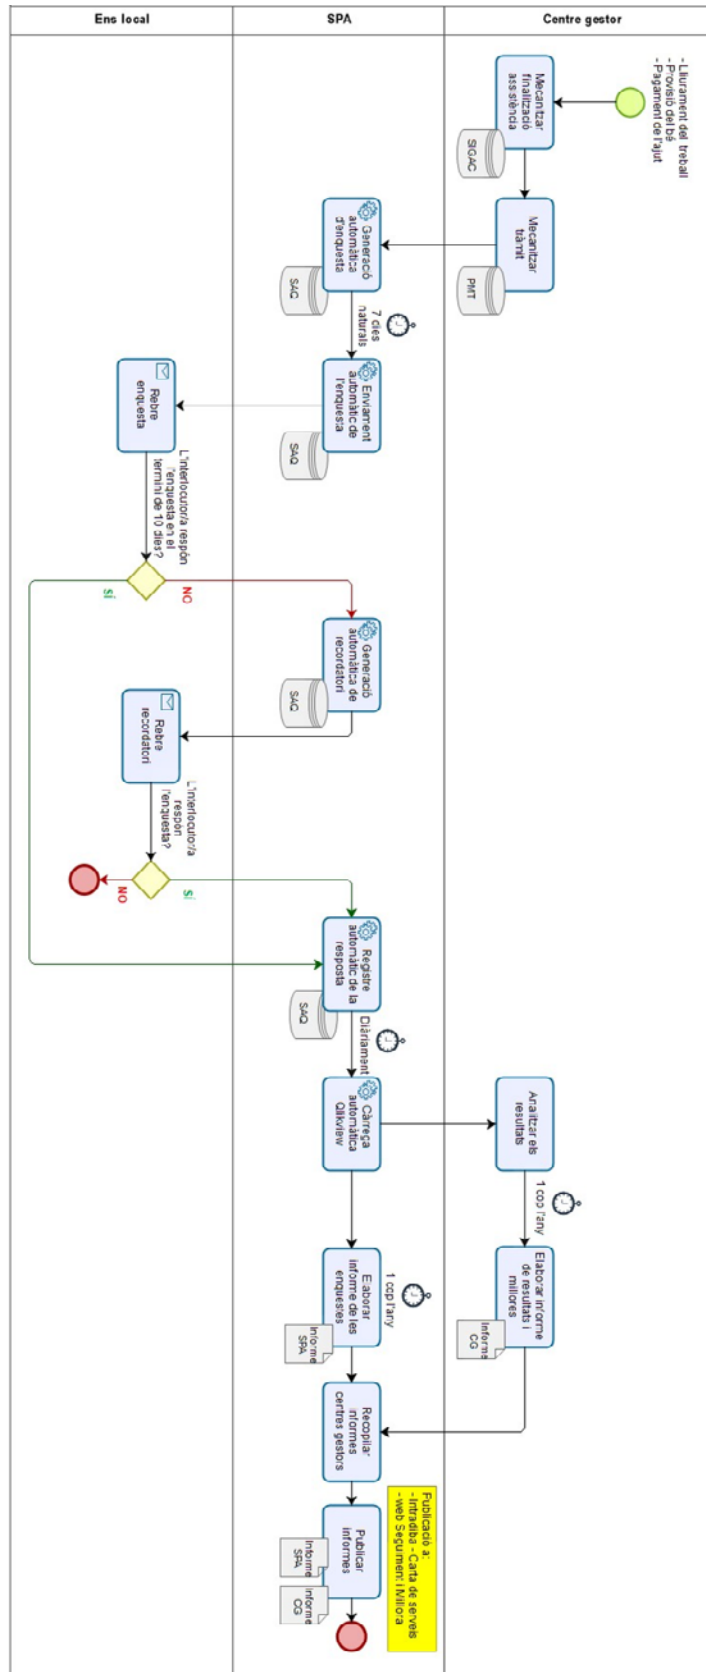 Ens local
SPA
Centre gestor
- Lliurament del treball
- Provisió del bé
- Pagament de l'ajut
Mecanitzar
finalització
assistència
SIGAC
Mecanitzar
tràmit
PMT
Generació
automàtica
d'enquesta
SAQ
7 dies
naturals
Enviament
automàtic de
l'enquesta
SAQ
Rebre
enquesta
L'interlocutor/a respón
l'enquesta en el
termini de 10 dies?
SÍ
NO
Generació
automàtica de
recordatori
SAQ
Rebre
recordatori
L'interlocutor/a
respón
l'enquesta?
NO
SÍ
Registre
automàtic de la
resposta
SAQ
Diàriament
Càrrega
automàtica
Qlikview
Analitzar els
resultats
1 cop l'any
Elaborar informe
de resultats i
millores
Informe
CG
1 cop l'any
Elaborar
informe de les
enquestes
Informe
SPA
Recopilar
informes
centres gestors
Publicació a:
- Intradiba - Carta de serveis
- web Seguiment i Millora
Publicar
informes
Informe
SPA
Informe
CG